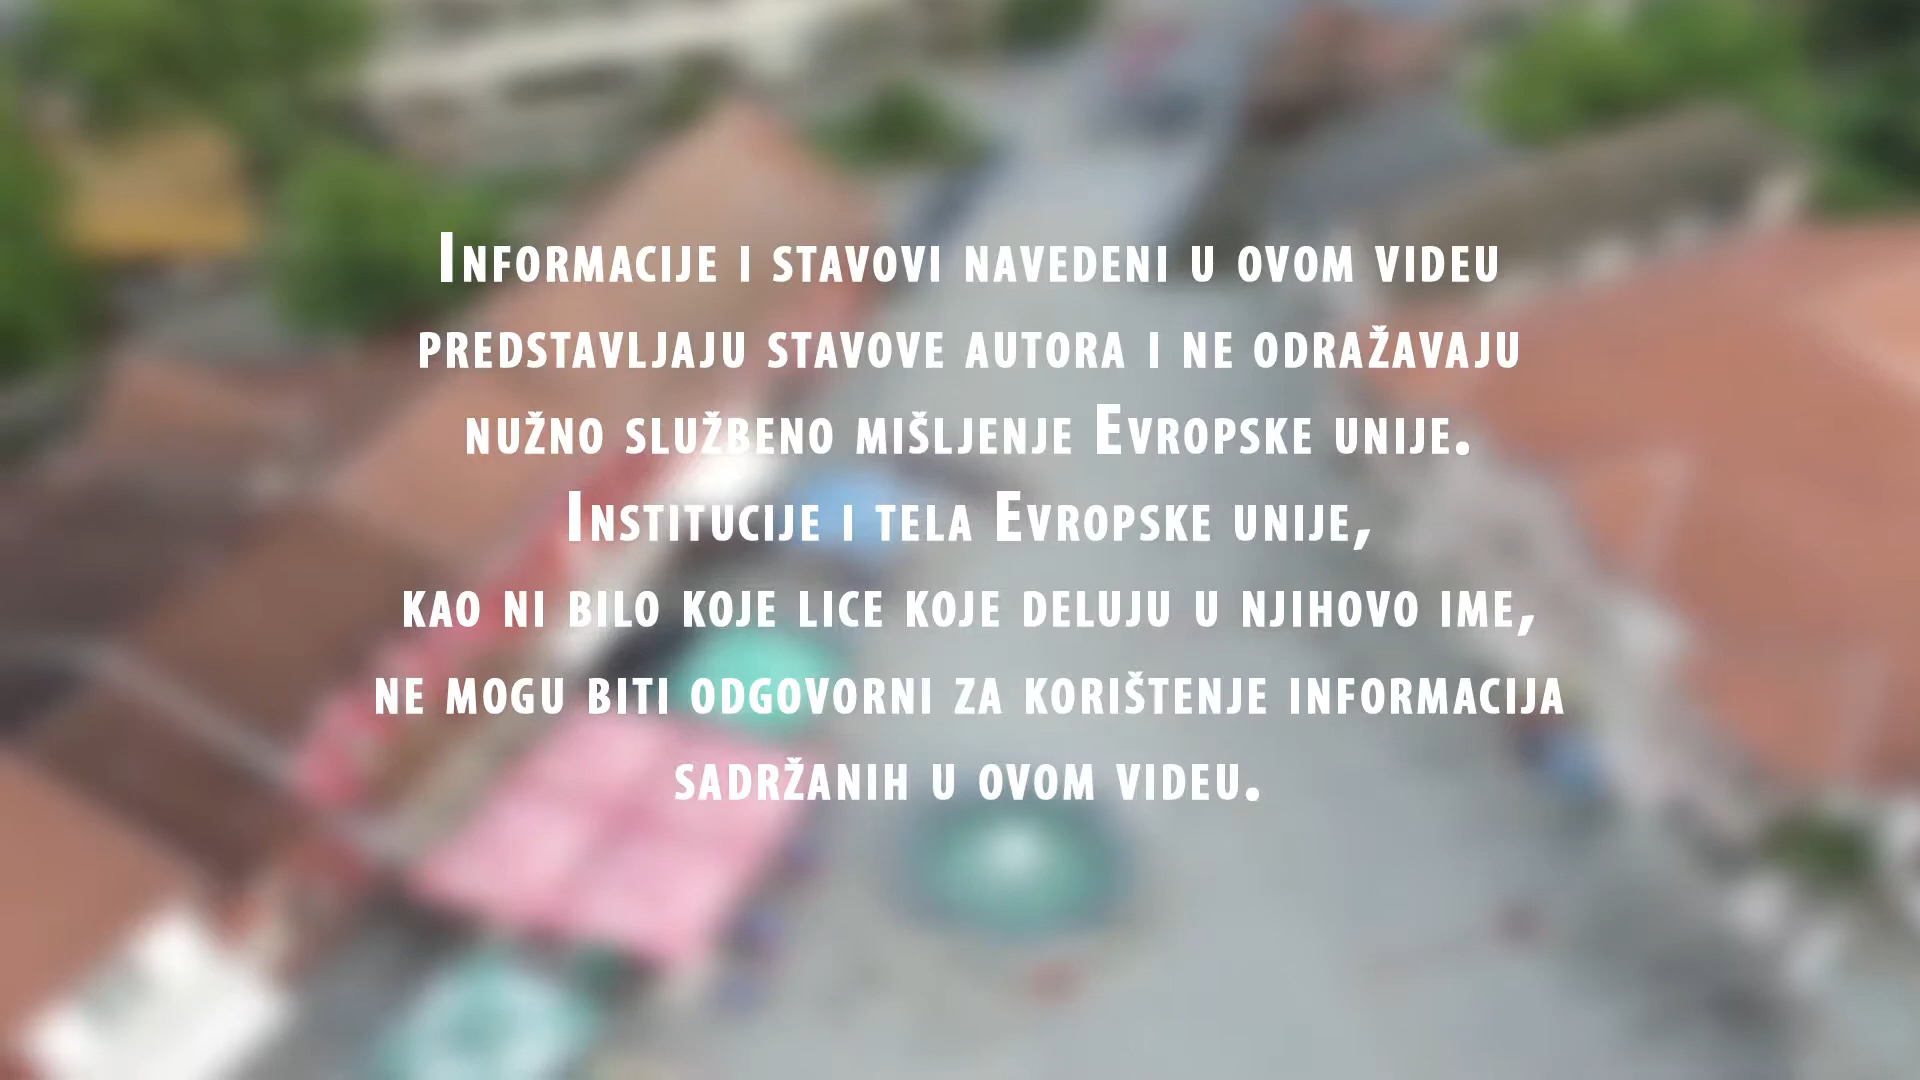 Informacije i stavovi navedeni u ovom videu
predstavljaju stavove autora i ne odražavaju
nužno službeno mišljenje Evropske unije.
Institucije i tela Evropske unije,
kao ni bilo koje lice koje deluju u njihovo ime,
ne mogu biti odgovorni za korištenje informacija
sadržanih u ovom videu.